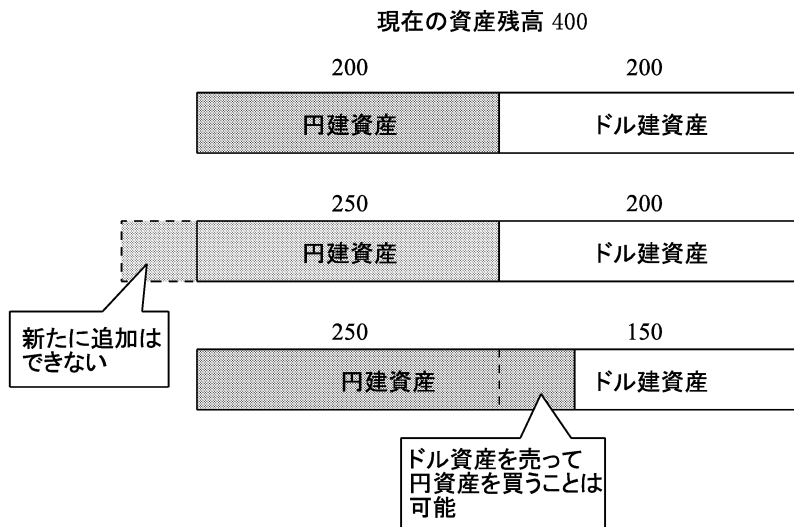 現在の資産残高 400
200 200
円建資産 ドル建資産
250 200
円建資産 ドル建資産
新たに追加は
できない
250 150
円建資産 ドル建資産
ドル資産を売って
円資産を買うことは
可能